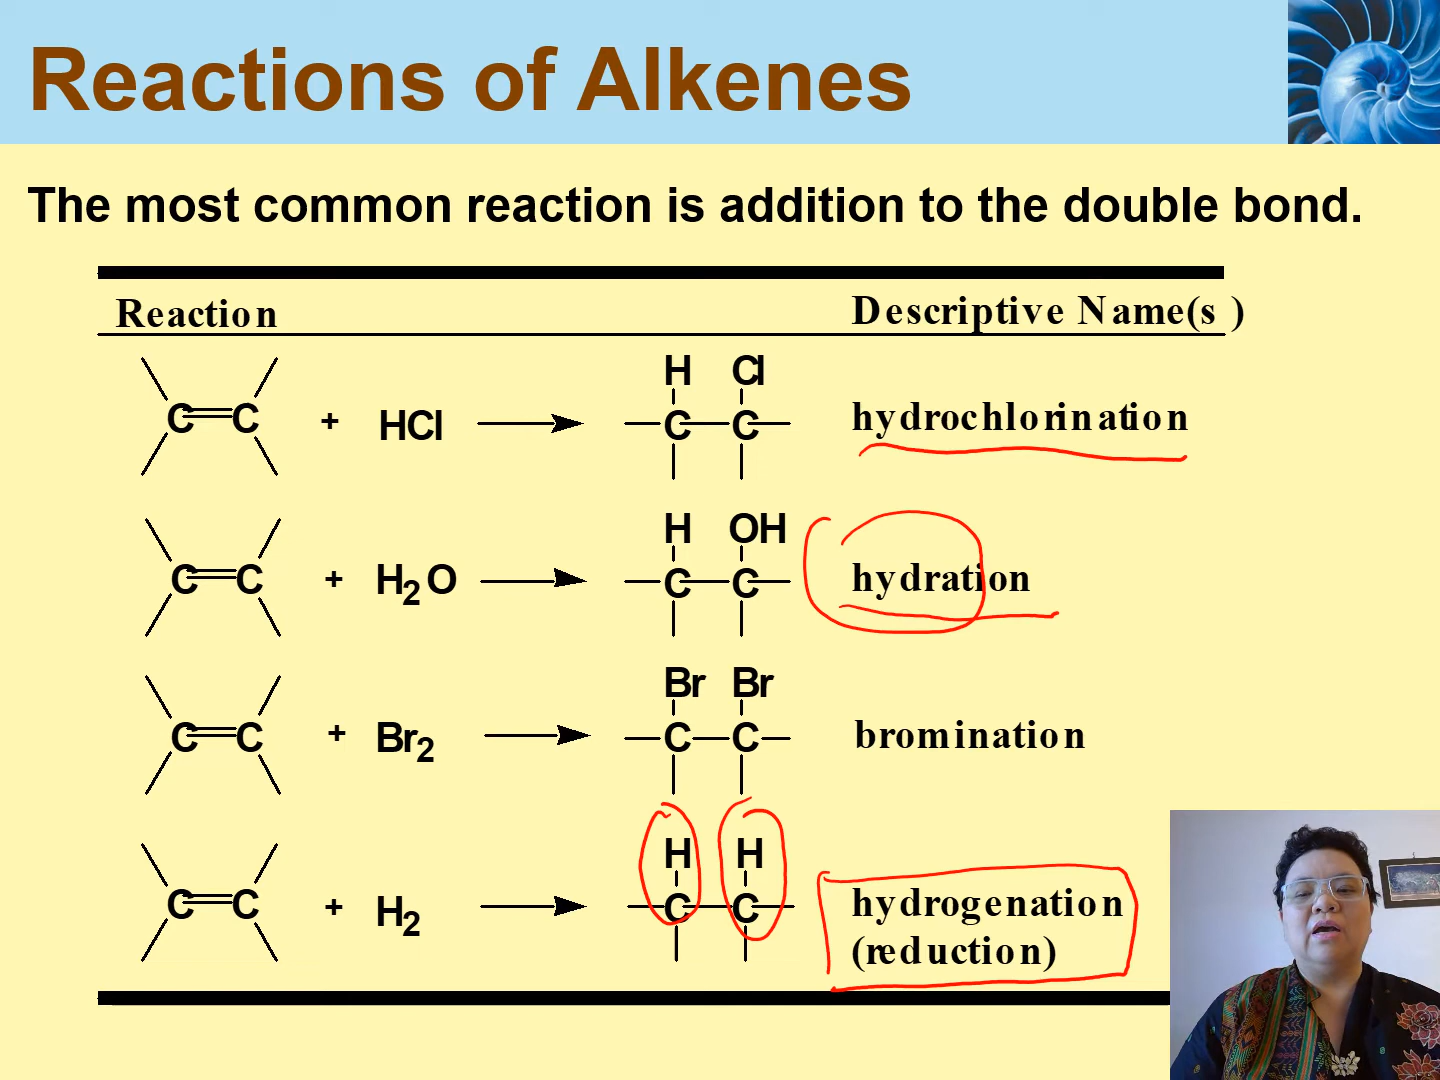 Reactions of Alkenes
The most common reaction is addition to the double bond.
Reaction Descriptive Name(s )
H Cl
C C + HCl C C hydrochlorination
H OH
C C + H2O C C hydration
Br Br
C C + Br2 C C bromination
H H
C C + H2 C C hydrogenation
(reduction)